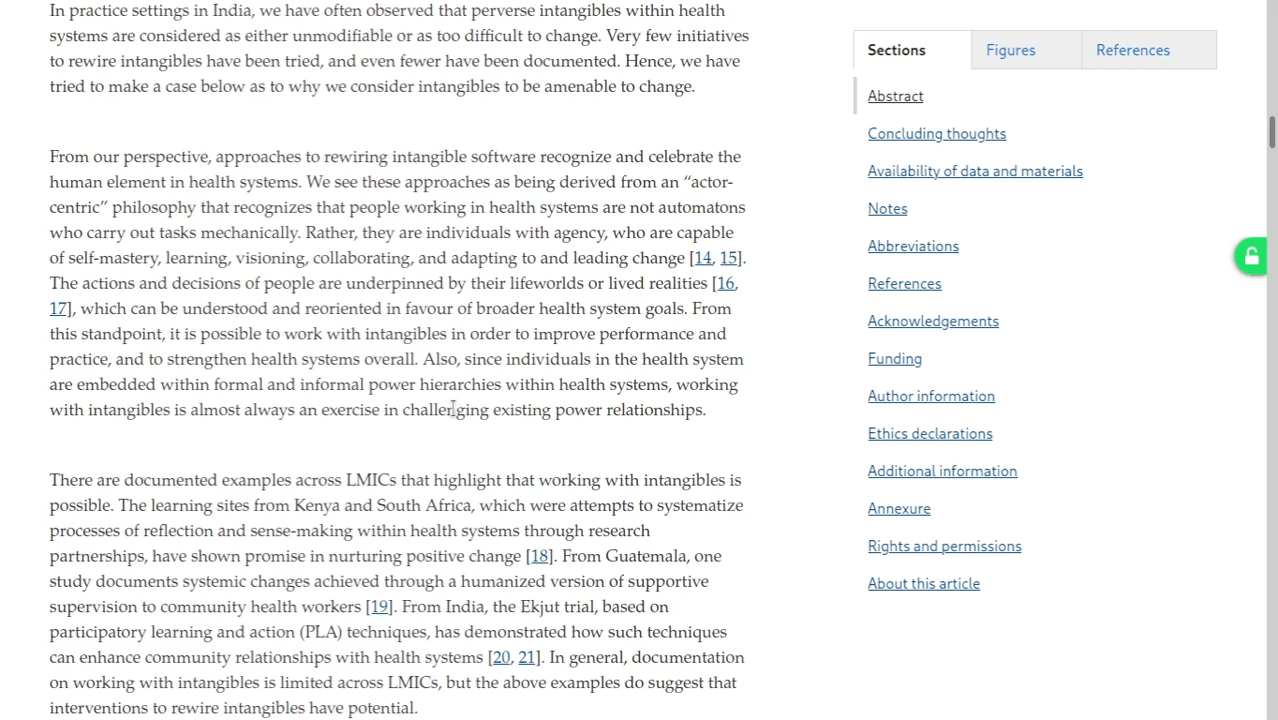 In practice settings in India, we have often observed that perverse intangibles within health
systems are considered as either unmodifiable or as too difficult to change. Very few initiatives
to rewire intangibles have been tried, and even fewer have been documented. Hence, we have
tried to make a case below as to why we consider intangibles to be amenable to change.
From our perspective, approaches to rewiring intangible software recognize and celebrate the
human element in health systems. We see these approaches as being derived from an “actor-
centric” philosophy that recognizes that people working in health systems are not automatons
who carry out tasks mechanically. Rather, they are individuals with agency, who are capable
of self-mastery, learning, visioning, collaborating, and adapting to and leading change [14, 15].
The actions and decisions of people are underpinned by their lifeworlds or lived realities [16,
17], which can be understood and reoriented in favour of broader health system goals. From
this standpoint, it is possible to work with intangibles in order to improve performance and
practice, and to strengthen health systems overall. Also, since individuals in the health system
are embedded within formal and informal power hierarchies within health systems, working
with intangibles is almost always an exercise in challenging existing power relationships.
There are documented examples across LMICs that highlight that working with intangibles is
possible. The learning sites from Kenya and South Africa, which were attempts to systematize
processes of reflection and sense-making within health systems through research
partnerships, have shown promise in nurturing positive change [18]. From Guatemala, one
study documents systemic changes achieved through a humanized version of supportive
supervision to community health workers [19]. From India, the Ekjut trial, based on
participatory learning and action (PLA) techniques, has demonstrated how such techniques
can enhance community relationships with health systems [20, 21]. In general, documentation
on working with intangibles is limited across LMICs, but the above examples do suggest that
interventions to rewire intangibles have potential.
Sections
Figures
References
Abstract
Concluding thoughts
Availability of data and materials
Notes
Abbreviations
References
Acknowledgements
Funding
Author information
Ethics declarations
Additional information
Annexure
Rights and permissions
About this article